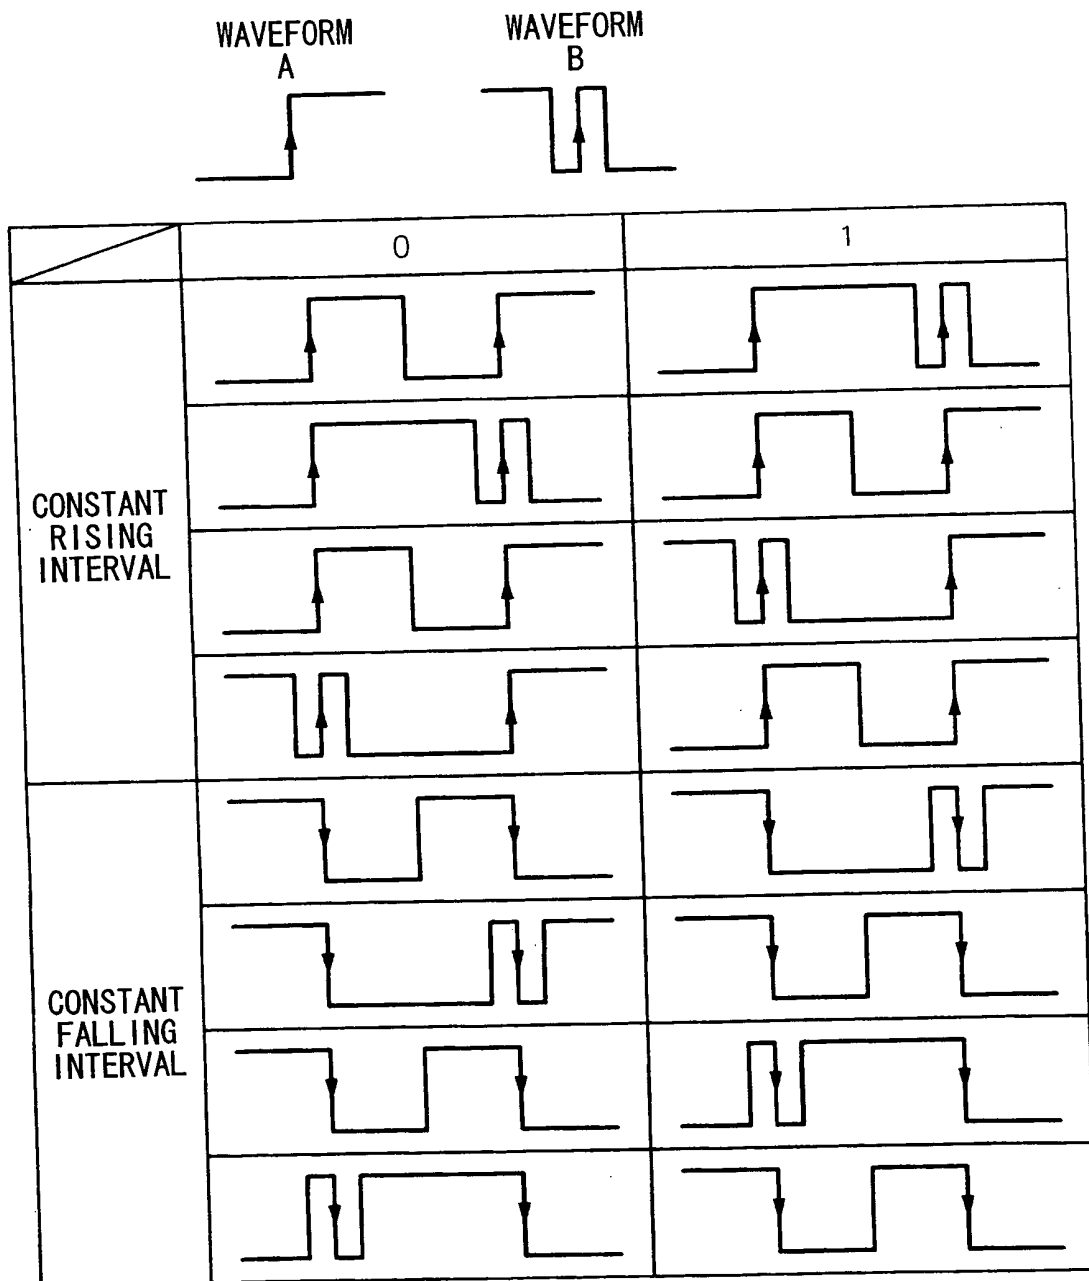 WAVEFORM
A
WAVEFORM
B
0
1
CONSTANT
RISING
INTERVAL
CONSTANT
FALLING
INTERVAL